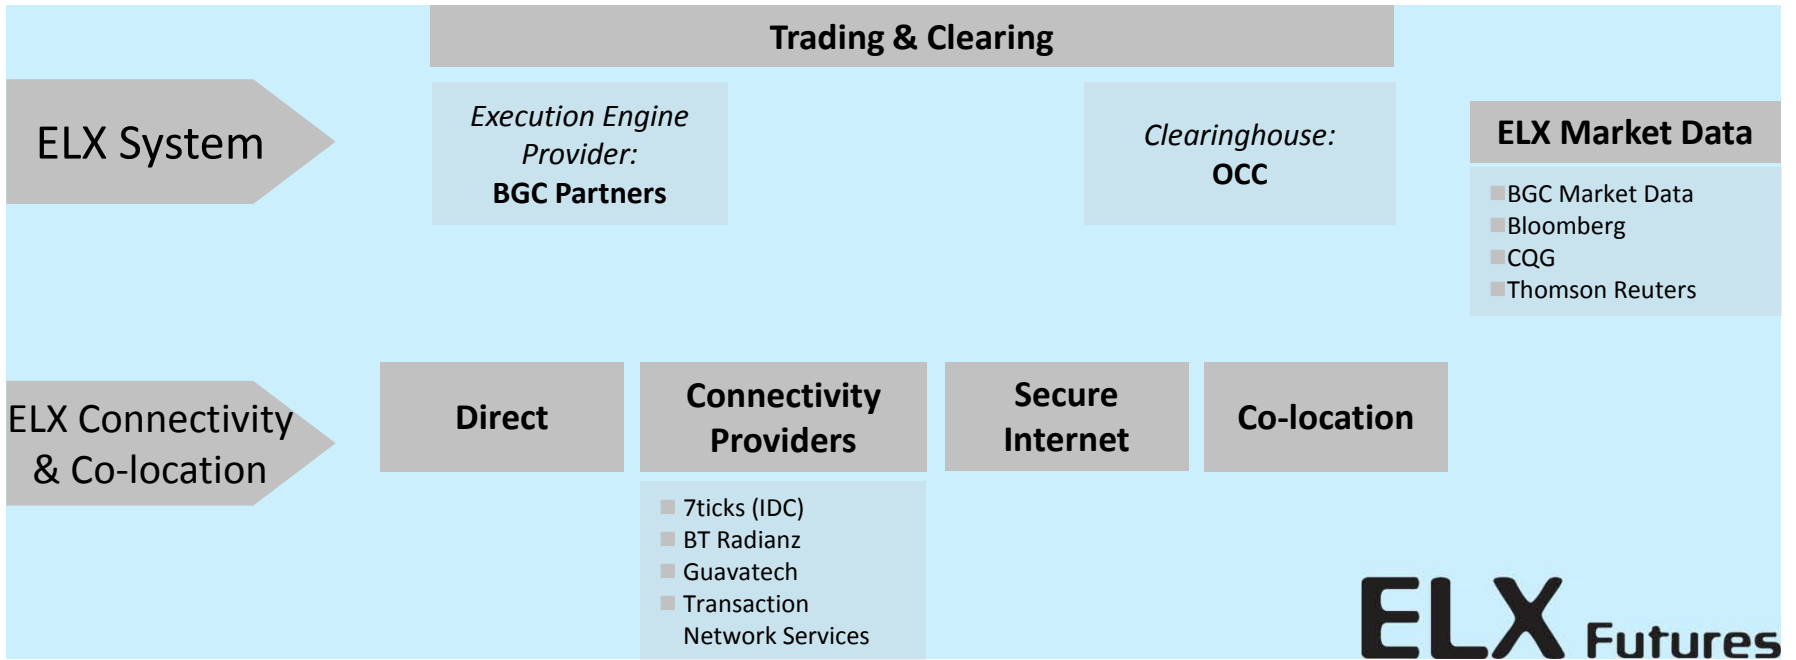 Trading & Clearing
ELX System
Execution Engine
Provider:
BGC Partners
Clearinghouse:
OCC
ELX Market Data
BGC Market Data
Bloomberg
CQG
Thomson Reuters
ELX Connectivity
& Co-location
Direct
Connectivity
Providers
Secure
Internet
Co-location
7ticks (IDC)
BT Radianz
Guavatech
Transaction
Network Services
ELX Futures